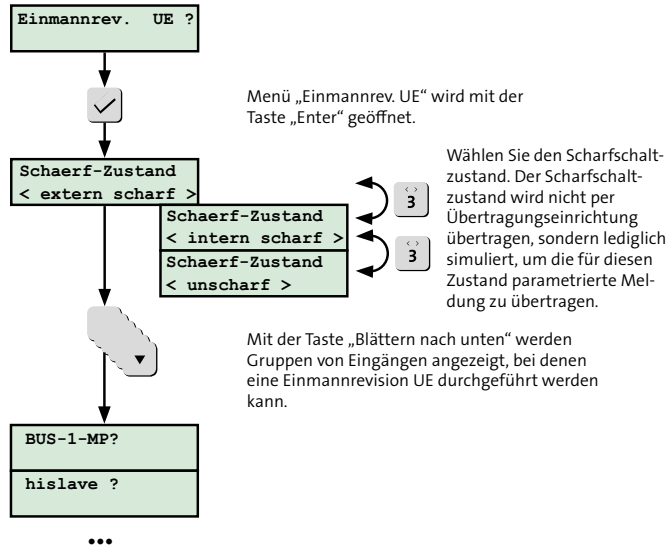 Einmannrev. UE ?
Menü „Einmannrev. UE“ wird mit der
Taste „Enter“ geöffnet.
Schaerf-Zustand
< extern scharf >
Schaerf-Zustand
< intern scharf >
Schaerf-Zustand
< unscharf >
< >
3
< >
3
Wählen Sie den Scharfschalt-
zustand. Der Scharfschalt-
zustand wird nicht per
Übertragungseinrichtung
übertragen, sondern lediglich
simuliert, um die für diesen
Zustand parametrierte Mel-
dung zu übertragen.
Mit der Taste „Blättern nach unten“ werden
Gruppen von Eingängen angezeigt, bei denen
eine Einmannrevision UE durchgeführt werden
kann.
BUS-1-MP?
hislave ?
...